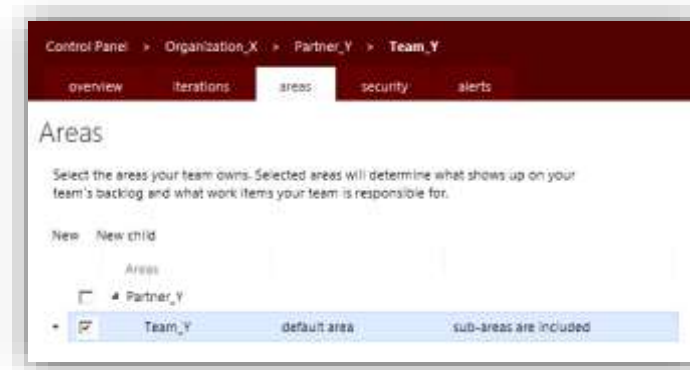 Control Panel > Organization_X > Partner_Y > Team_Y
overview iterations areas security alerts
Areas
Select the areas your team owns. Selected areas will determine what shows up on your
team's backlog and what work items your team is responsible for.
New New child
Areas
Partner_Y
Team_Y default area sub-areas are included